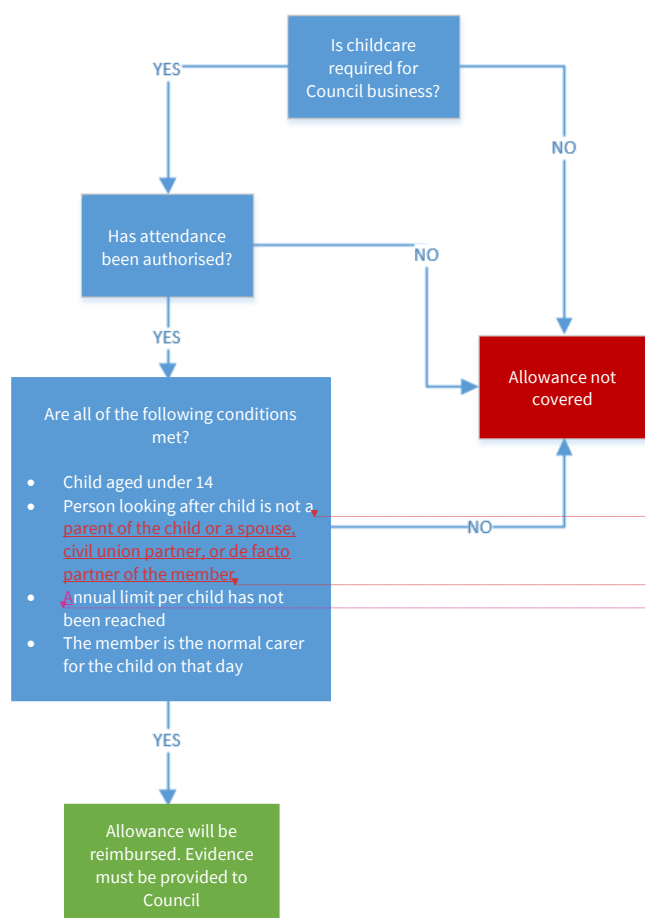 Is childcare
required for
Council business?
YES
NO
Has attendance
been authorised?
NO
YES
Allowance not
covered
Are all of the following conditions
met?
• Child aged under 14
• Person looking after child is not a
parent of the child or a spouse,
civil union partner, or de facto
partner of the member
• Annual limit per child has not
been reached
• The member is the normal carer
for the child on that day
NO
YES
Allowance will be
reimbursed. Evidence
must be provided to
Council